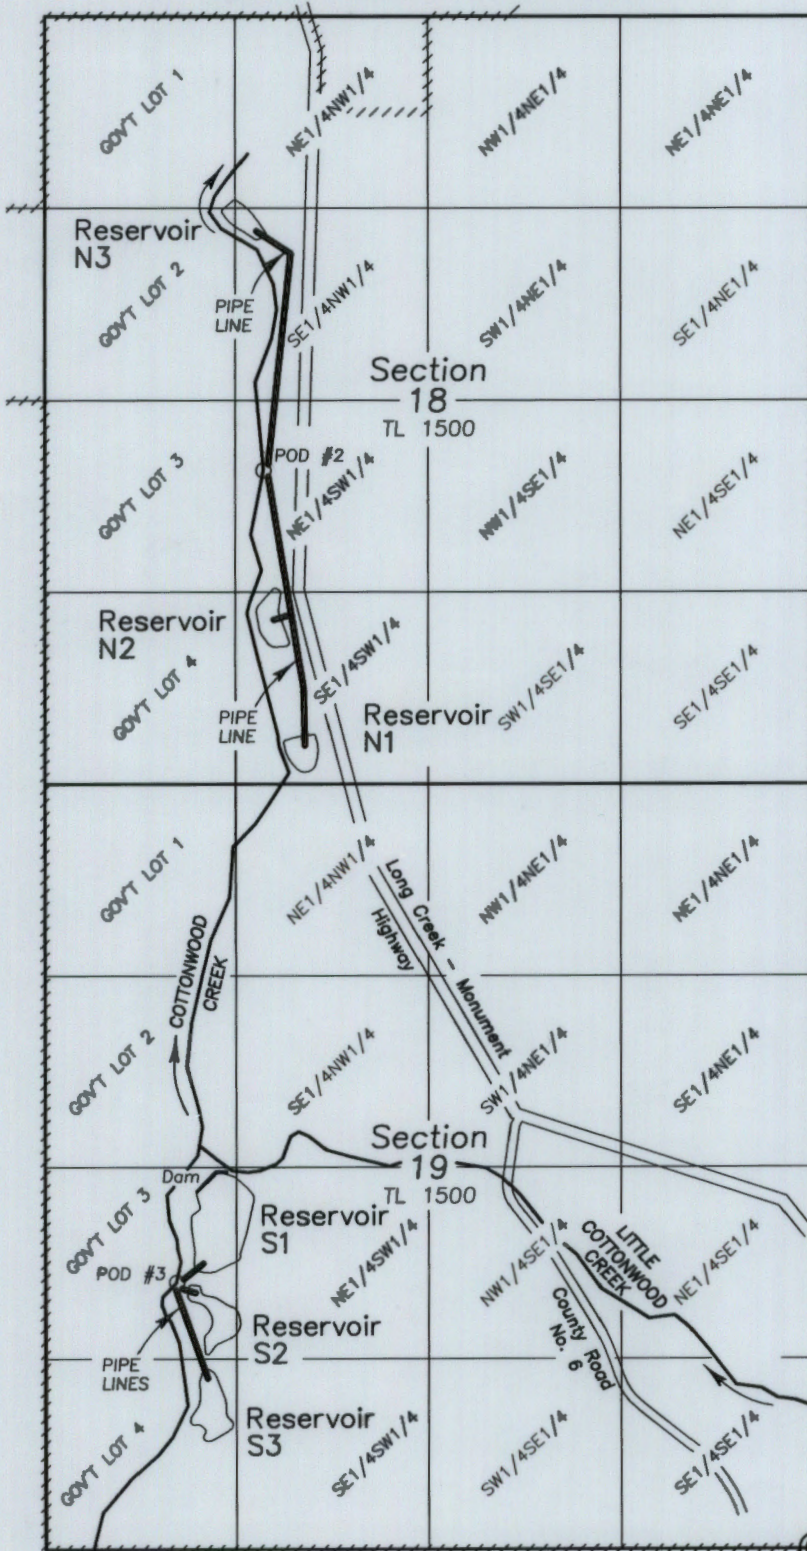 GOV'T LOT 1
NE1/4NW1/4
NW1/4NE1/4
NE1/4NE1/4
Reservoir
N3
GOV'T LOT 2
PIPE
LINE
SE1/4NW1/4
SW1/4NE1/4
SE1/4NE1/4
Section
18
TL 1500
POD #2
GOV'T LOT 3
NE1/4SW1/4
NW1/4SE1/4
NE1/4SE1/4
Reservoir
N2
GOV'T LOT 4
PIPE
LINE
SE1/4SW1/4
Reservoir
N1
SW1/4SE1/4
SE1/4SE1/4
GOV'T LOT 1
NE1/4NW1/4
Long Creek - Monument
Highway
NW1/4NE1/4
NE1/4NE1/4
COTTONWOOD
CREEK
GOV'T LOT 2
SE1/4NW1/4
SW1/4NE1/4
SE1/4NE1/4
Section
19
TL 1500
Dam
GOV'T LOT 3
Reservoir
S1
POD #3
NE1/4SW1/4
NW1/4SE1/4
LITTLE
COTTONWOOD
CREEK
NE1/4SE1/4
Reservoir
S2
County Road
No. 6
PIPE
LINES
GOV'T LOT 4
Reservoir
S3
SE1/4SW1/4
SW1/4SE1/4
SE1/4SE1/4